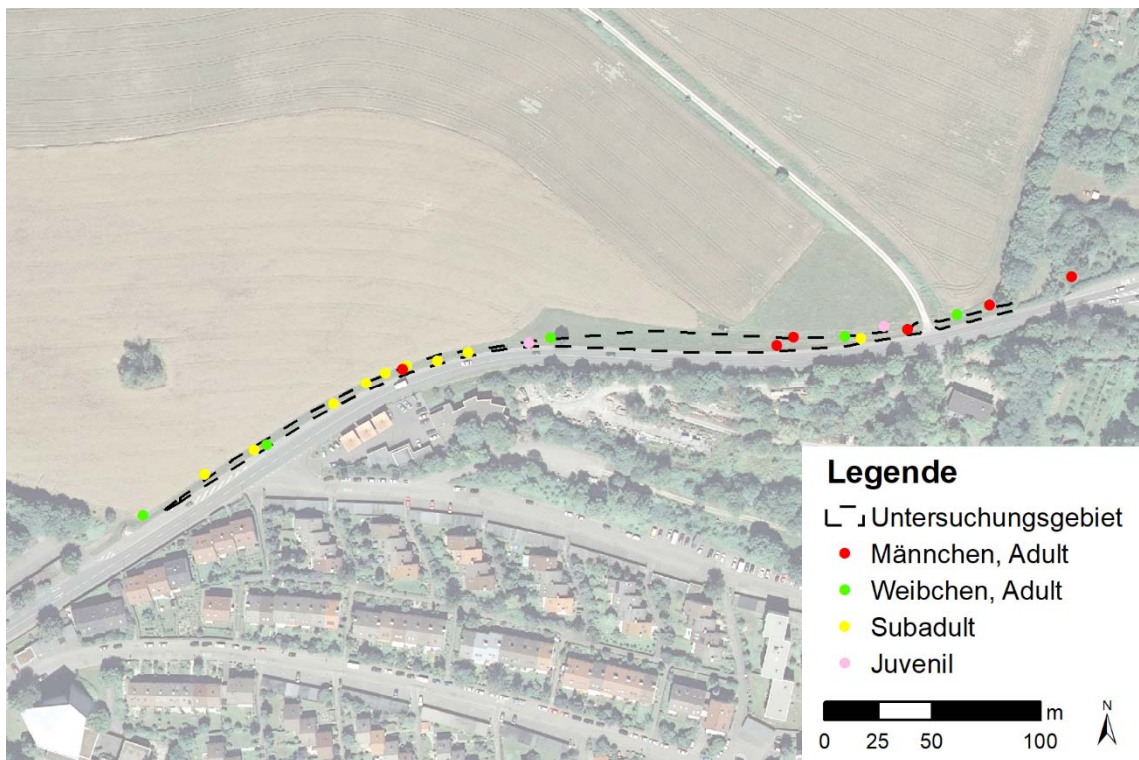 Legende
Untersuchungsgebiet
Männchen, Adult
Weibchen, Adult
Subadult
Juvenil
m
0 25 50 100
N